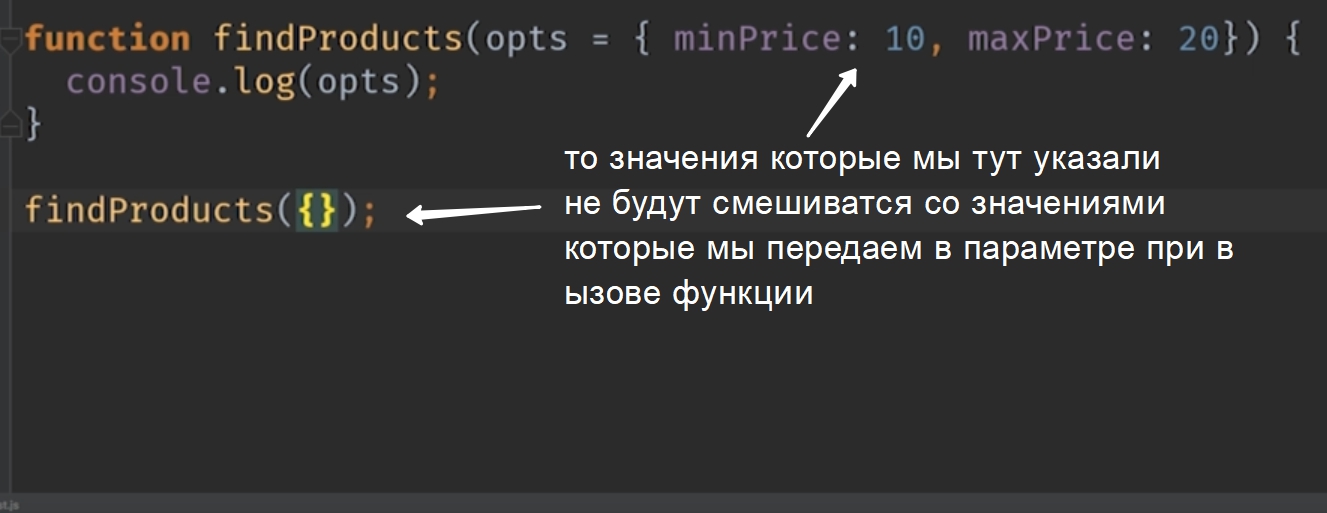 function findProducts(opts = { minPrice: 10, maxPrice: 20}) {
console.log(opts);
}
то значения которые мы тут указали
не будут смешиватся со значениями
findProducts({});
которые мы передаем в параметре при в
ызове функции